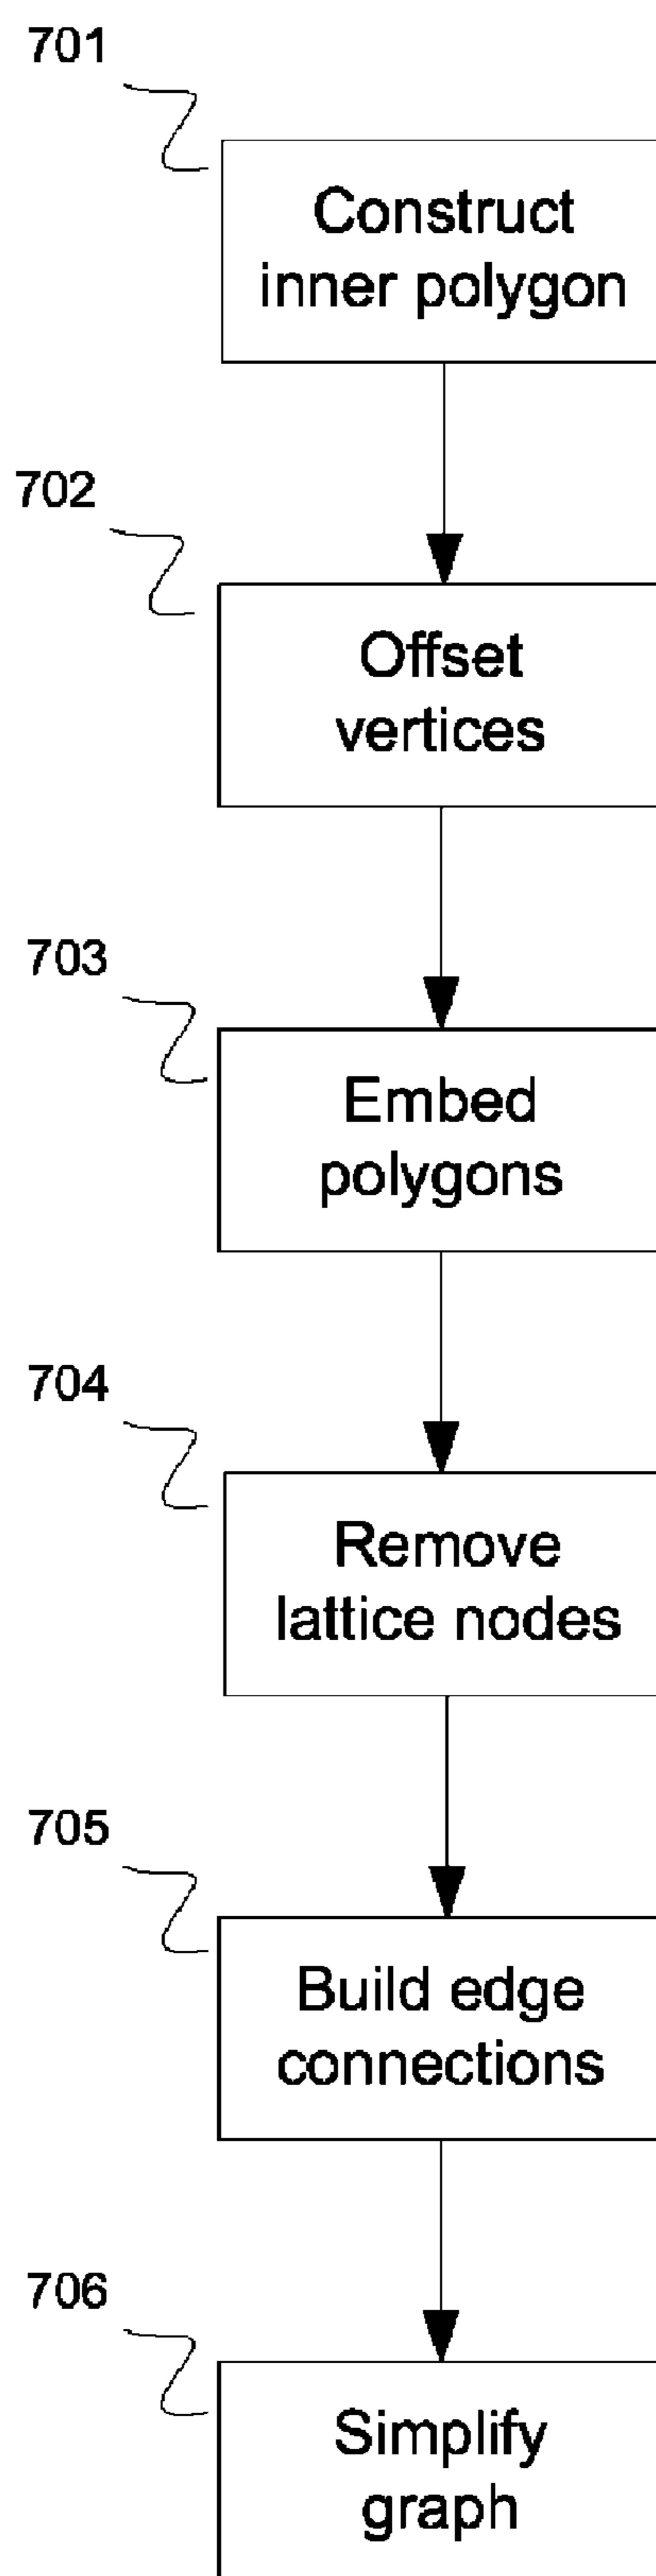 701
Construct
inner polygon
702
Offset
vertices
703
Embed
polygons
704
Remove
lattice nodes
705
Build edge
connections
706
Simplify
graph